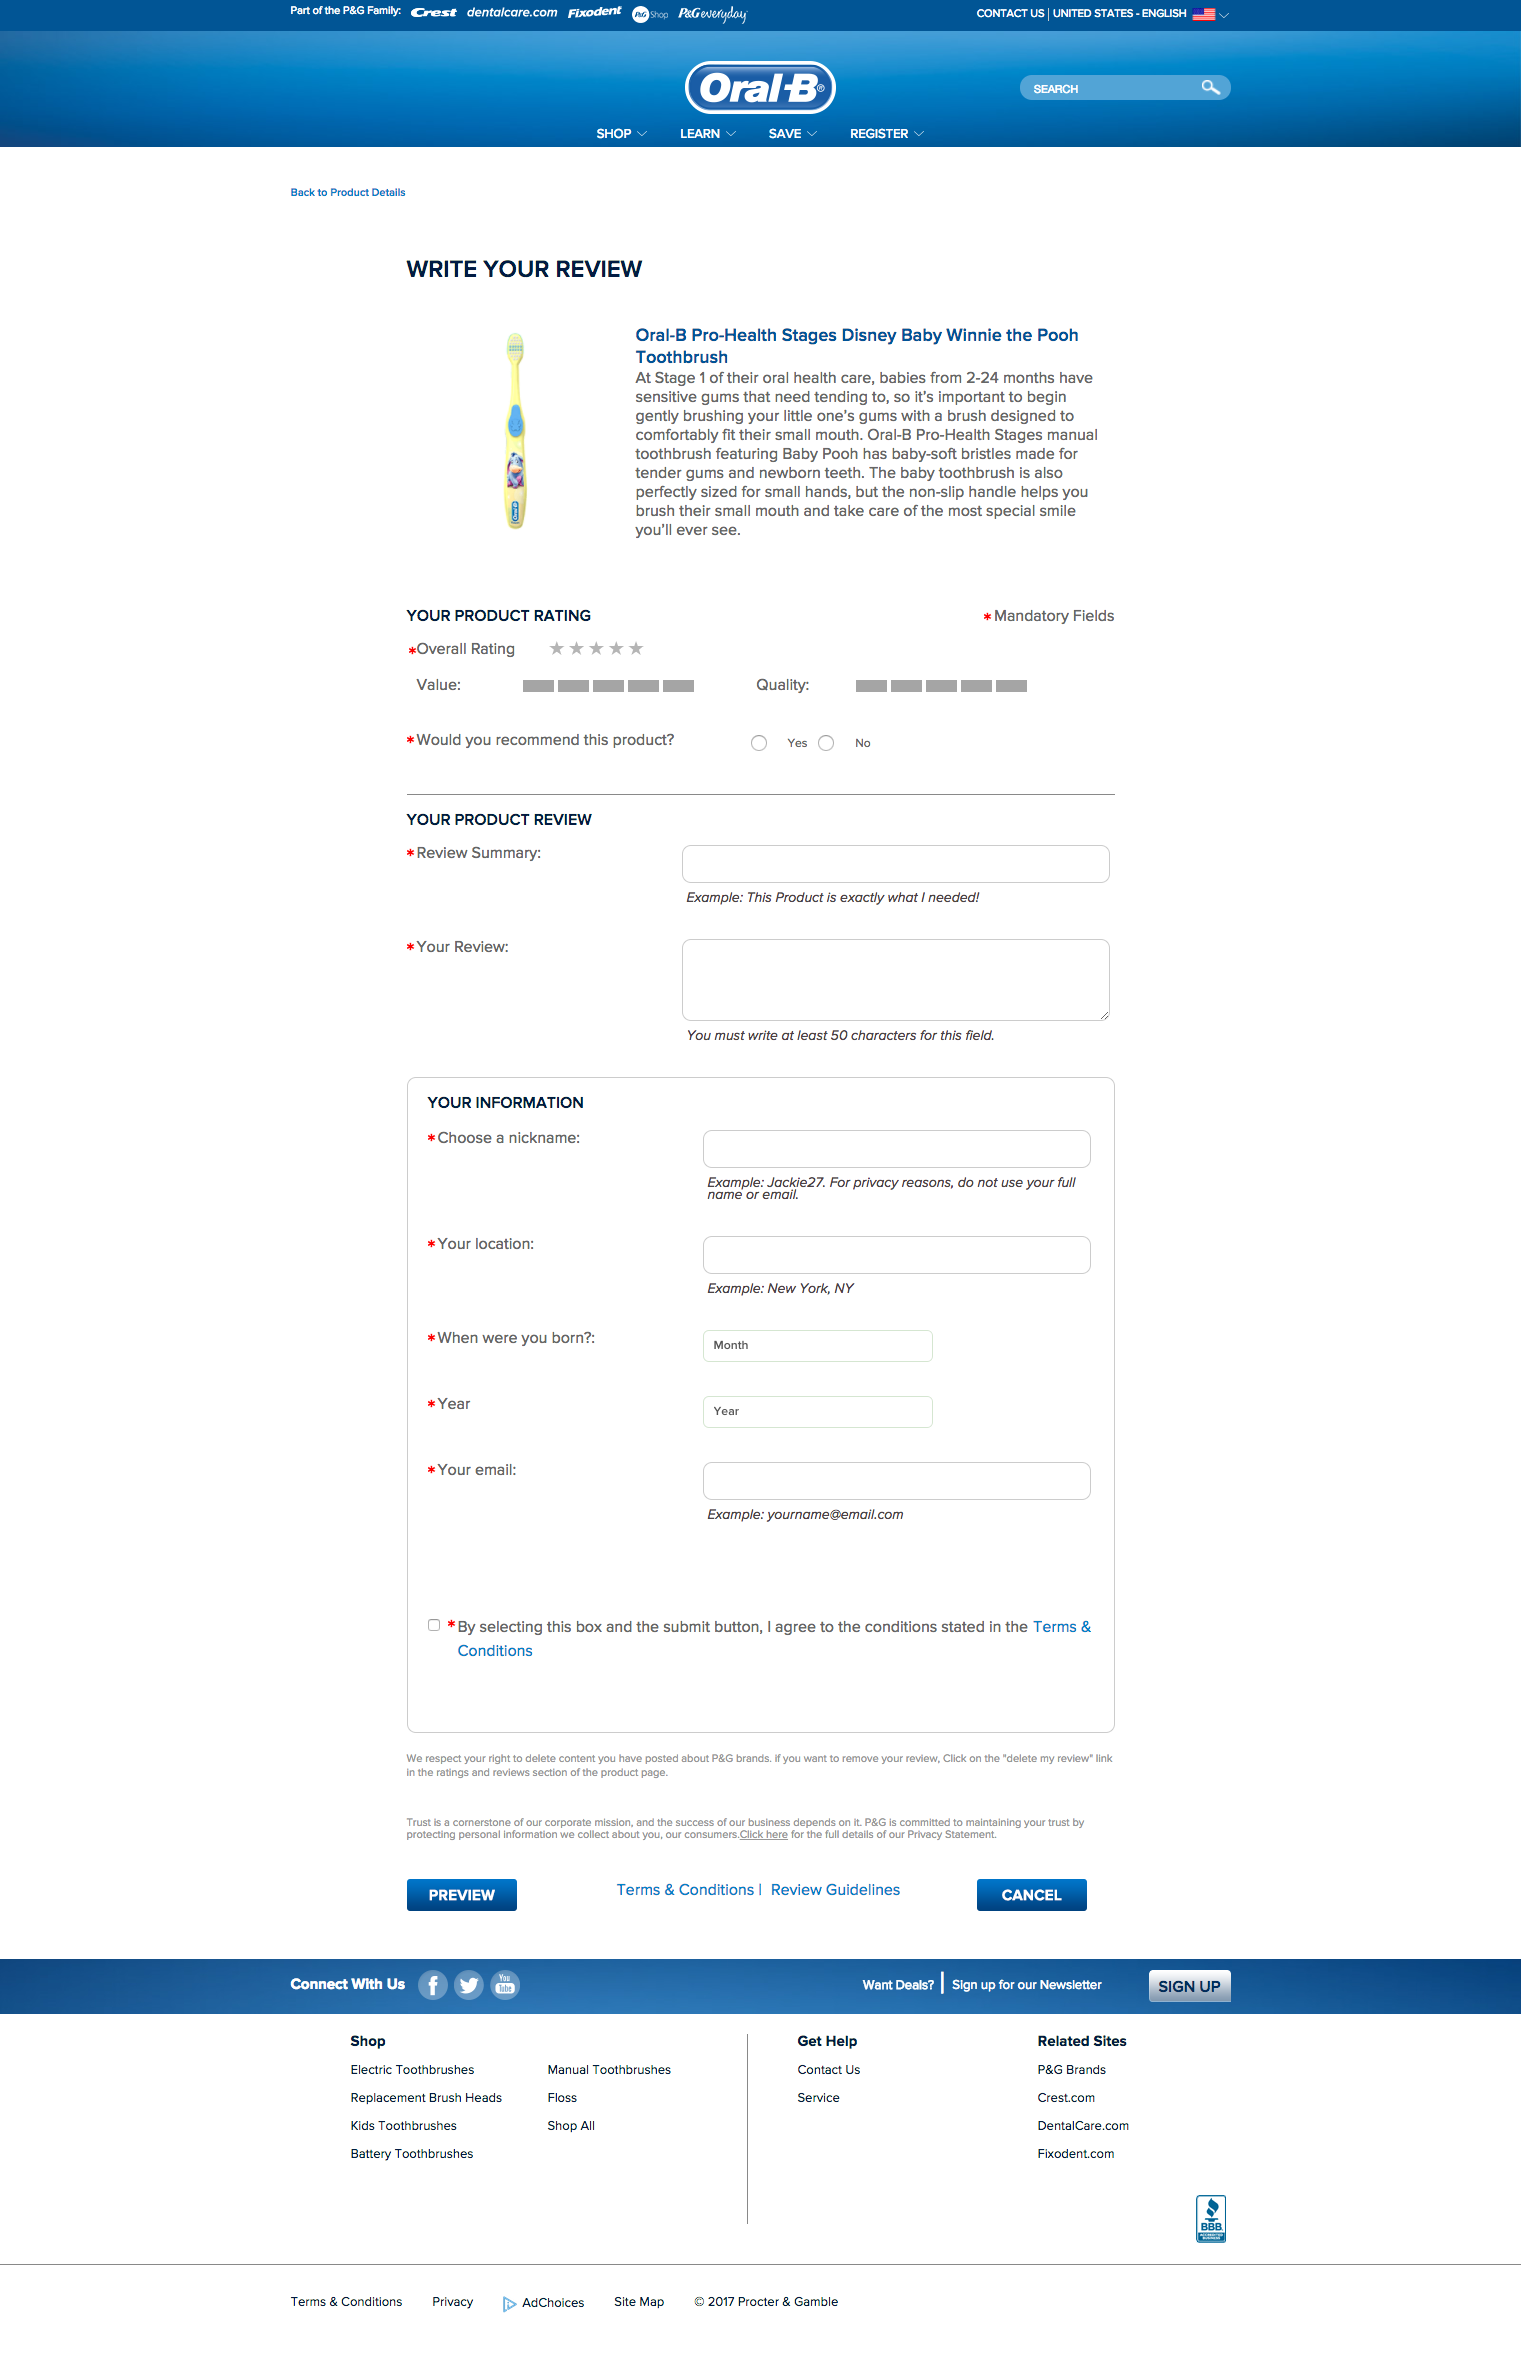 Part of the P&G Family: Crest dentalcare.com Fixodent P&G Shop P&G everyday
CONTACT US | UNITED STATES - ENGLISH
Oral-B®
SEARCH
SHOP LEARN SAVE REGISTER
Back to Product Details
WRITE YOUR REVIEW
Oral-B Pro-Health Stages Disney Baby Winnie the Pooh
Toothbrush
At Stage 1 of their oral health care, babies from 2-24 months have
sensitive gums that need tending to, so it's important to begin
gently brushing your little one's gums with a brush designed to
comfortably fit their small mouth. Oral-B Pro-Health Stages manual
toothbrush featuring Baby Pooh has baby-soft bristles made for
tender gums and newborn teeth. The baby toothbrush is also
perfectly sized for small hands, but the non-slip handle helps you
brush their small mouth and take care of the most special smile
you'll ever see.
Oral-B
YOUR PRODUCT RATING
* Mandatory Fields
*Overall Rating
Value:
Quality:
*Would you recommend this product?
Yes No
YOUR PRODUCT REVIEW
*Review Summary:
Example: This Product is exactly what I needed!
*Your Review:
You must write at least 50 characters for this field.
YOUR INFORMATION
*Choose a nickname:
Example: Jackie27. For privacy reasons, do not use your full
name or email.
*Your location:
Example: New York, NY
*When were you born?:
Month
*Year
Year
*Your email:
Example: yourname@email.com
*By selecting this box and the submit button, I agree to the conditions stated in the Terms &
Conditions
We respect your right to delete content you have posted about P&G brands. if you want to remove your review, Click on the "delete my review" link
in the ratings and reviews section of the product page.
Trust is a cornerstone of our corporate mission, and the success of our business depends on it. P&G is committed to maintaining your trust by
protecting personal information we collect about you, our consumers.Click here for the full details of our Privacy Statement.
PREVIEW
Terms & Conditions | Review Guidelines
CANCEL
Connect With Us
You Tube
Want Deals? | Sign up for our Newsletter
SIGN UP
Shop
Electric Toothbrushes
Replacement Brush Heads
Kids Toothbrushes
Battery Toothbrushes
Manual Toothbrushes
Floss
Shop All
Get Help
Contact Us
Service
Related Sites
P&G Brands
Crest.com
DentalCare.com
Fixodent.com
BBB
ACCREDITED
BUSINESS
Terms & Conditions Privacy AdChoices Site Map © 2017 Procter & Gamble